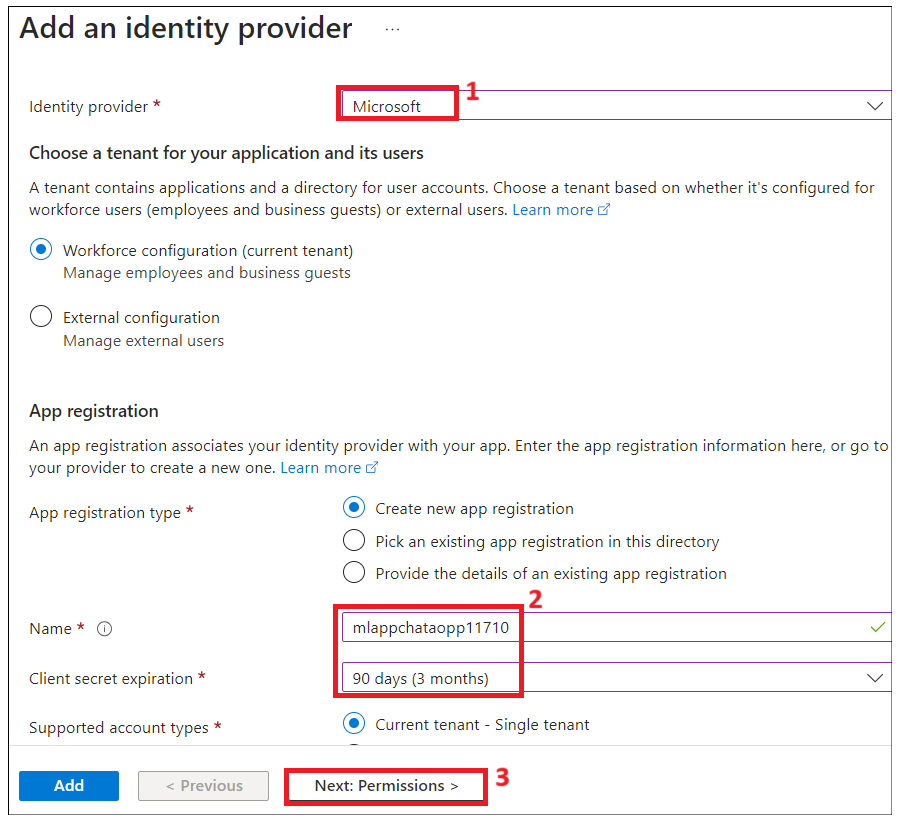 Add an identity provider ...
Identity provider * Microsoft 1
Choose a tenant for your application and its users
A tenant contains applications and a directory for user accounts. Choose a tenant based on whether it's configured for
workforce users (employees and business guests) or external users. Learn more
Workforce configuration (current tenant)
Manage employees and business guests
External configuration
Manage external users
App registration
An app registration associates your identity provider with your app. Enter the app registration information here, or go to
your provider to create a new one. Learn more
App registration type * Create new app registration
Pick an existing app registration in this directory
Provide the details of an existing app registration
2
Name * mlappchataopp11710
Client secret expiration * 90 days (3 months)
Supported account types * Current tenant - Single tenant
Add < Previous Next: Permissions > 3